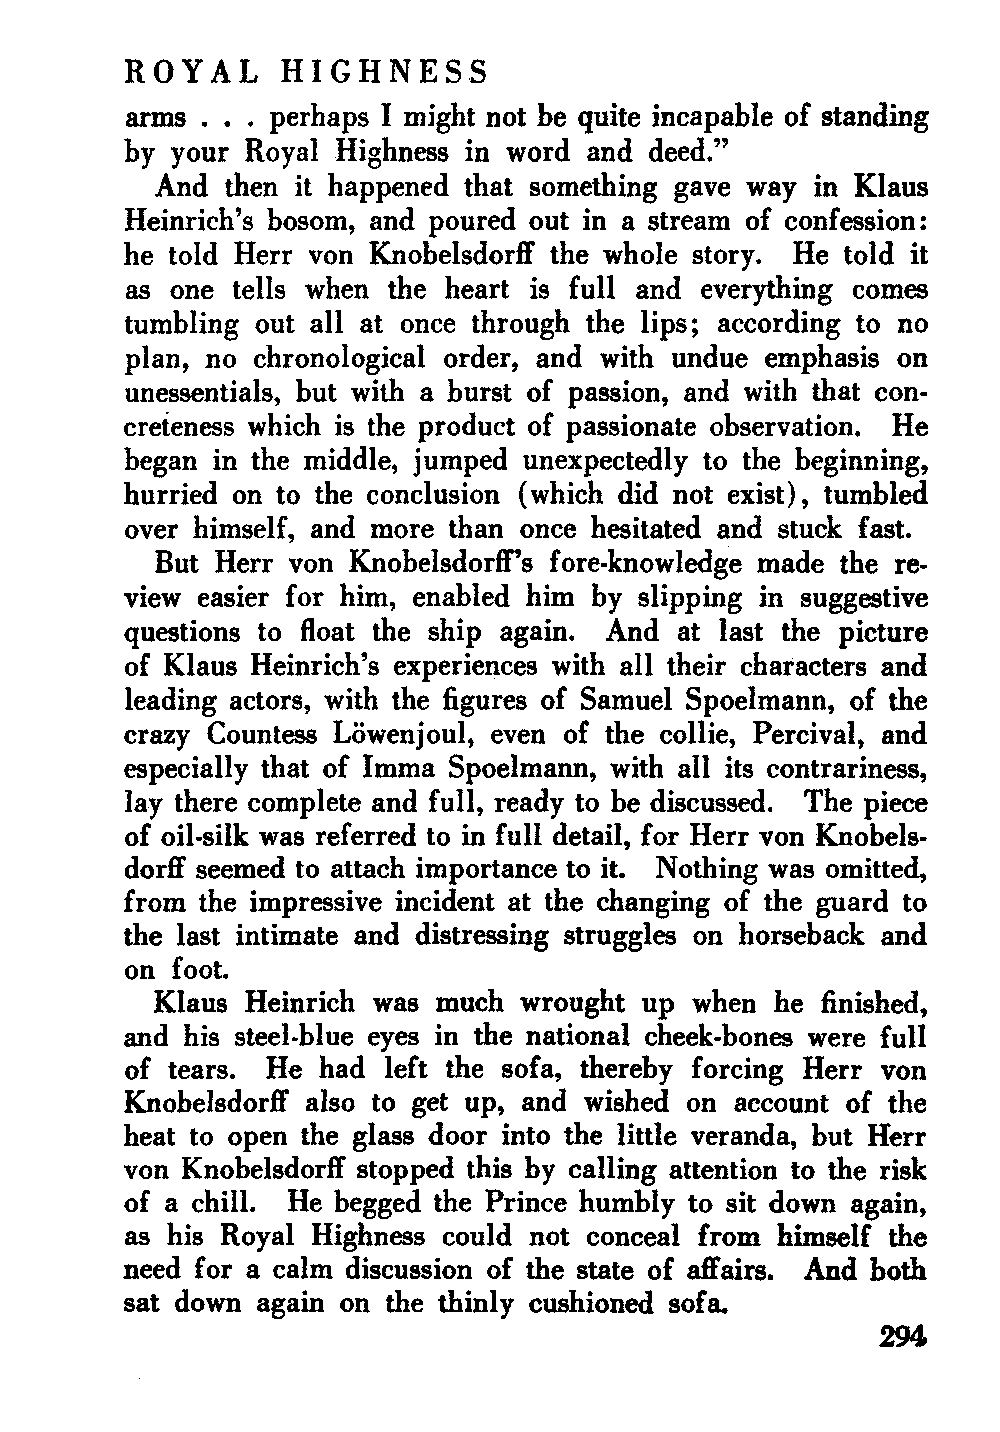 ROYAL HIGHNESS
arms . . . perhaps I might not be quite incapable of standing
by your Royal Highness in word and deed.”
And then it happened that something gave way in Klaus
Heinrich’s bosom, and poured out in a stream of confession:
he told Herr von Knobelsdorff the whole story. He told it
as one tells when the heart is full and everything comes
tumbling out all at once through the lips; according to no
plan, no chronological order, and with undue emphasis on
unessentials, but with a burst of passion, and with that con-
creteness which is the product of passionate observation. He
began in the middle, jumped unexpectedly to the beginning,
hurried on to the conclusion (which did not exist), tumbled
over himself, and more than once hesitated and stuck fast.
But Herr von Knobelsdorff’s fore-knowledge made the re-
view easier for him, enabled him by slipping in suggestive
questions to float the ship again. And at last the picture
of Klaus Heinrich’s experiences with all their characters and
leading actors, with the figures of Samuel Spoelmann, of the
crazy Countess Löwenjoul, even of the collie, Percival, and
especially that of Imma Spoelmann, with all its contrariness,
lay there complete and full, ready to be discussed. The piece
of oil-silk was referred to in full detail, for Herr von Knobels-
dorff seemed to attach importance to it. Nothing was omitted,
from the impressive incident at the changing of the guard to
the last intimate and distressing struggles on horseback and
on foot.
Klaus Heinrich was much wrought up when he finished,
and his steel-blue eyes in the national cheek-bones were full
of tears. He had left the sofa, thereby forcing Herr von
Knobelsdorff also to get up, and wished on account of the
heat to open the glass door into the little veranda, but Herr
von Knobelsdorff stopped this by calling attention to the risk
of a chill. He begged the Prince humbly to sit down again,
as his Royal Highness could not conceal from himself the
need for a calm discussion of the state of affairs. And both
sat down again on the thinly cushioned sofa.
294